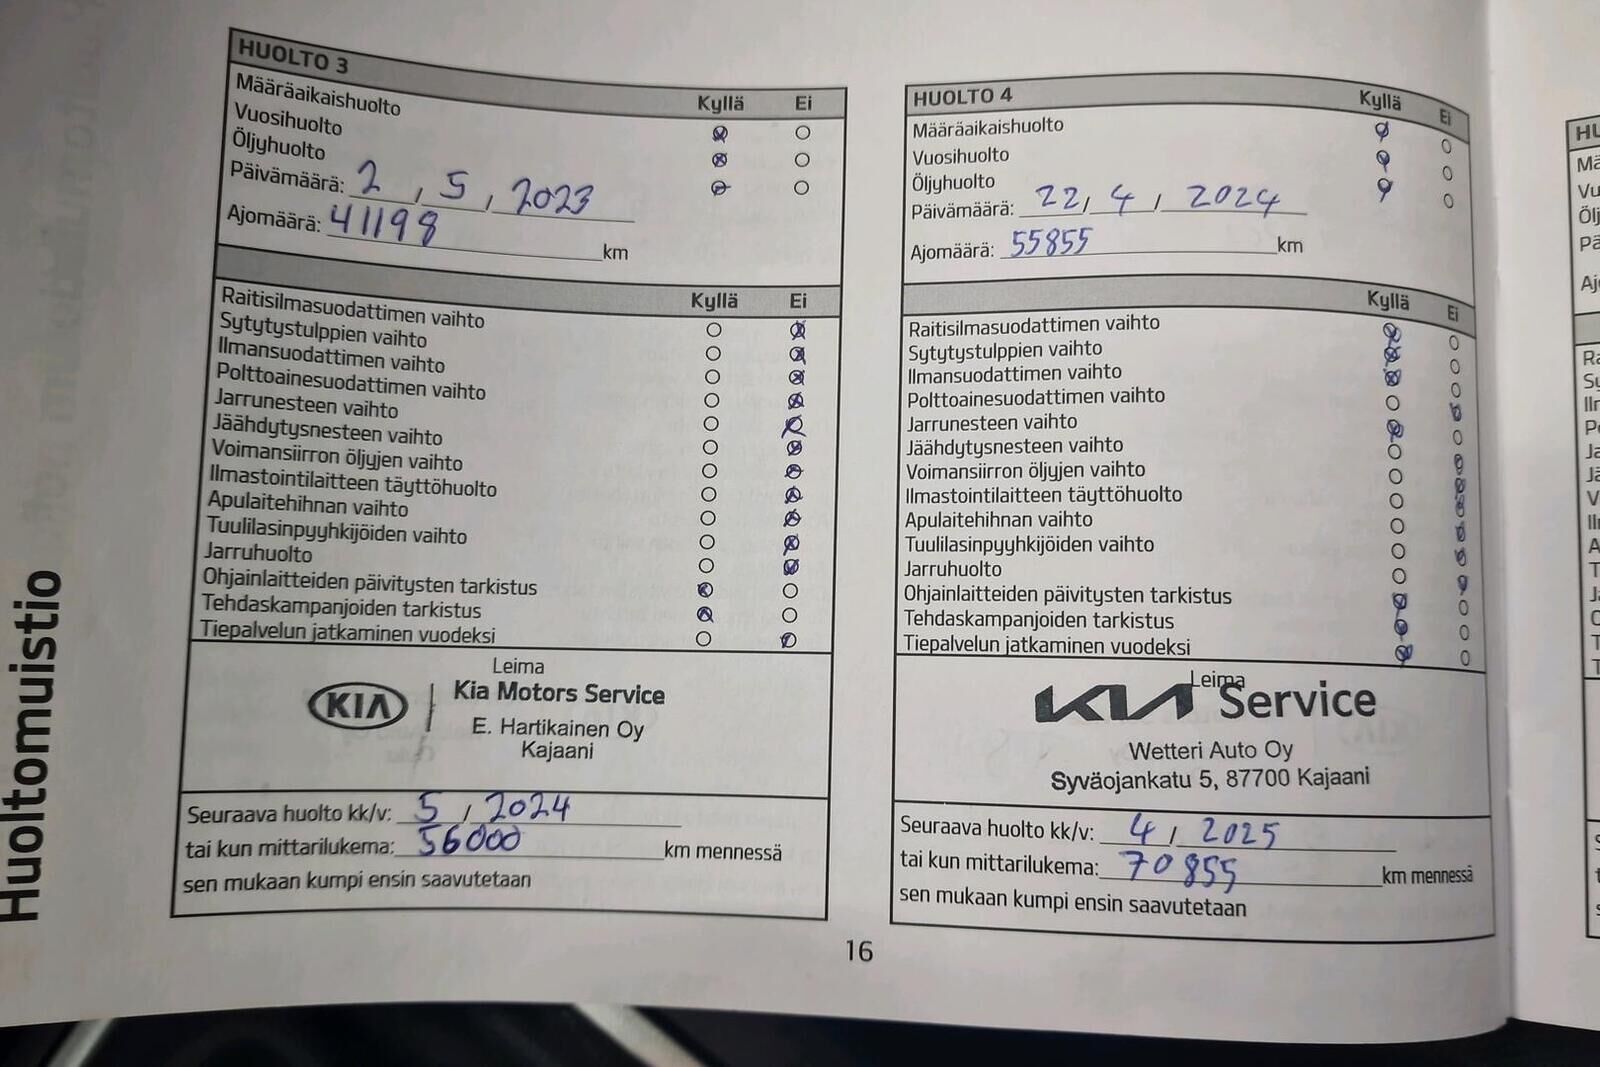 Huoltomuistio
HUOLTO 3
Kyllä Ei
Määräaikaishuolto
Vuosihuolto
Öljyhuolto
Päivämäärä: 2 , 5 , 2023
Ajomäärä: 41198 km
Kyllä Ei
Raitisilmasuodattimen vaihto
Sytytystulppien vaihto
Ilmansuodattimen vaihto
Polttoainesuodattimen vaihto
Jarrunesteen vaihto
Jäähdytysnesteen vaihto
Voimansiirron öljyjen vaihto
Ilmastointilaitteen täyttöhuolto
Apulaitehihnan vaihto
Tuulilasinpyyhkijöiden vaihto
Jarruhuolto
Ohjainlaitteiden päivitysten tarkistus
Tehdaskampanjoiden tarkistus
Tiepalvelun jatkaminen vuodeksi
Leima
KIA Kia Motors Service
E. Hartikainen Oy
Kajaani
Seuraava huolto kk/v: 5 / 2024
tai kun mittarilukema: 56000 km mennessä
sen mukaan kumpi ensin saavutetaan
HUOLTO 4
Kyllä Ei
Määräaikaishuolto
Vuosihuolto
Öljyhuolto
Päivämäärä: 22 / 4 / 2024
Ajomäärä: 55855 km
Kyllä Ei
Raitisilmasuodattimen vaihto
Sytytystulppien vaihto
Ilmansuodattimen vaihto
Polttoainesuodattimen vaihto
Jarrunesteen vaihto
Jäähdytysnesteen vaihto
Voimansiirron öljyjen vaihto
Ilmastointilaitteen täyttöhuolto
Apulaitehihnan vaihto
Tuulilasinpyyhkijöiden vaihto
Jarruhuolto
Ohjainlaitteiden päivitysten tarkistus
Tehdaskampanjoiden tarkistus
Tiepalvelun jatkaminen vuodeksi
Leima
KIA Service
Wetteri Auto Oy
Syväojankatu 5, 87700 Kajaani
Seuraava huolto kk/v: 4 / 2025
tai kun mittarilukema: 70855 km mennessä
sen mukaan kumpi ensin saavutetaan
16